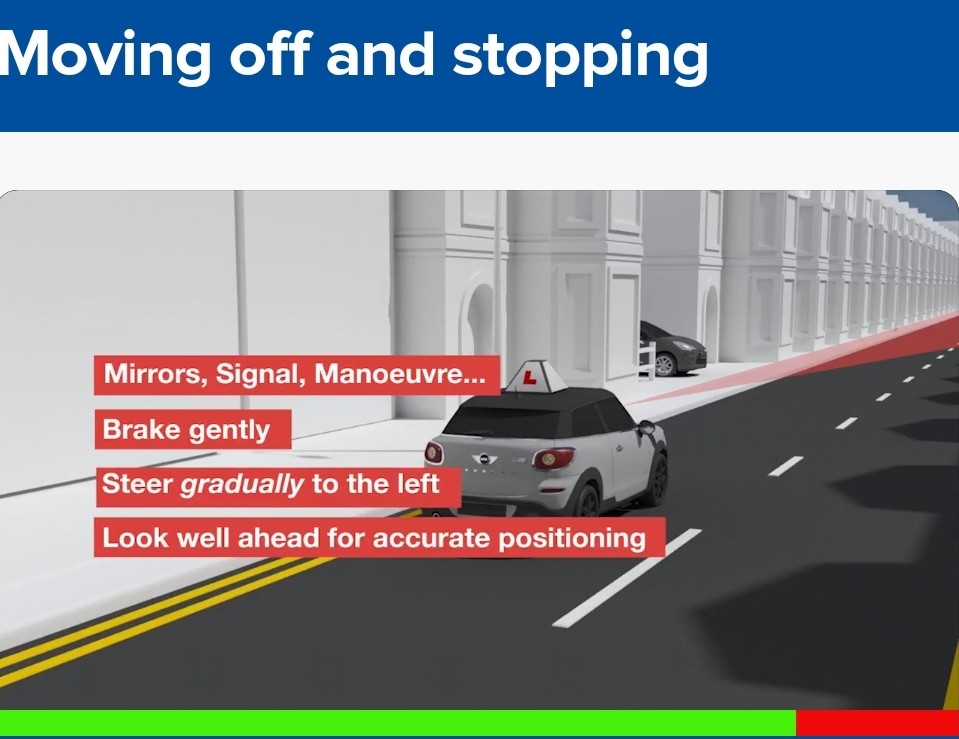 Moving off and stopping
Mirrors, Signal, Manoeuvre...
L
Brake gently
Steer gradually to the left
Look well ahead for accurate positioning